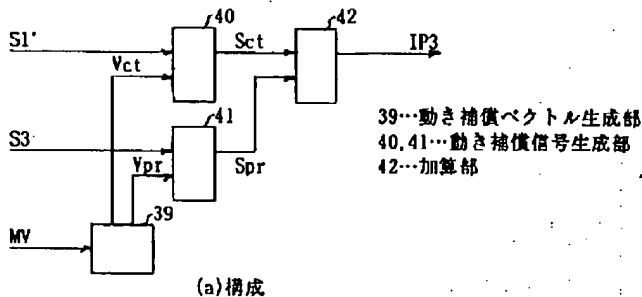 40
42
S1'
Sct
IP3
Vct
41
39…動き補償ベクトル生成部
S3
40,41…動き補償信号生成部
Vpr
Spr
42…加算部
39
MV
(a)構成